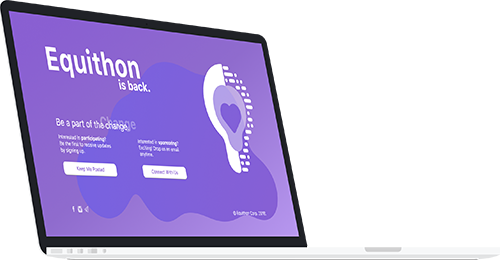 Equithon
is back.
Be a part of the change.
Change
Interested in participating?
Be the first to receive updates
by signing up.
Keep Me Posted
Interested in sponsoring?
Exciting! Drop us an email
anytime.
Connect With Us
© Equithon Corp. 2018.